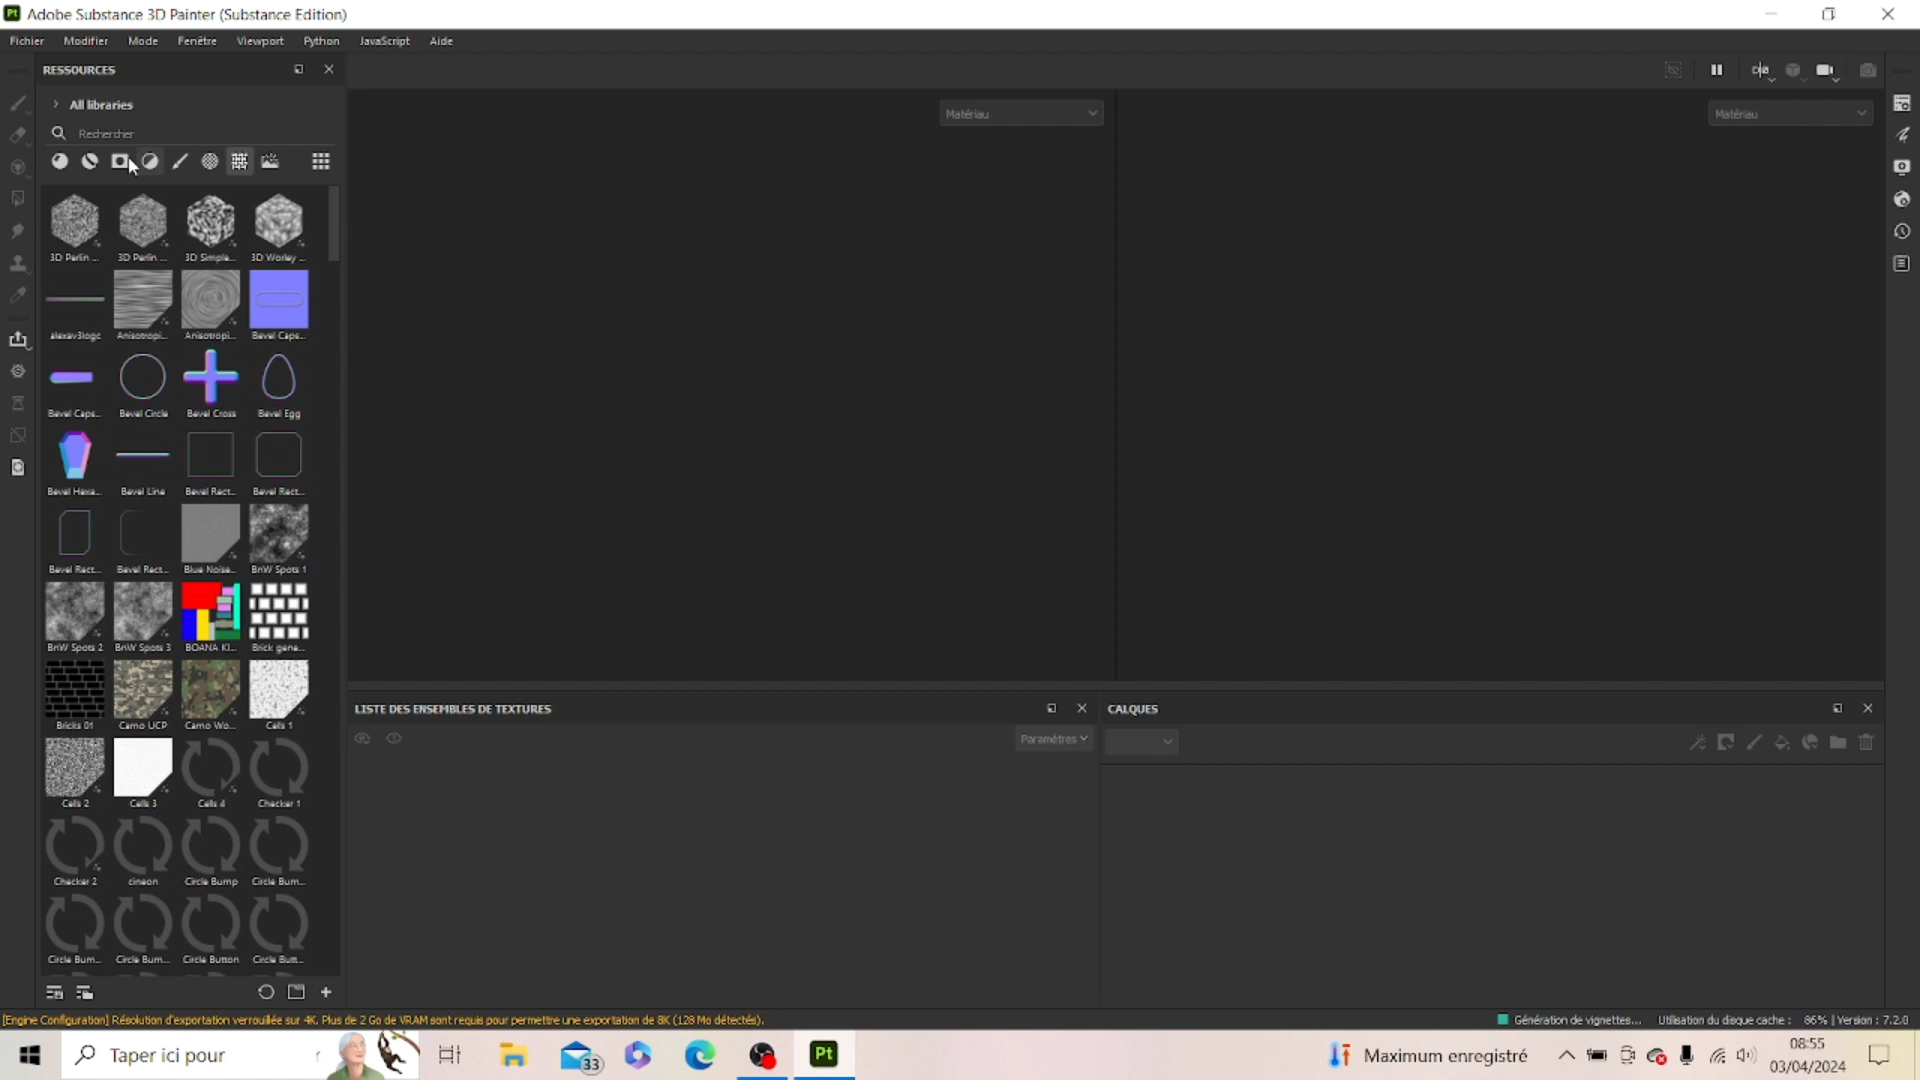 Adobe Substance 3D Painter (Substance Edition)
Fichier Modifier Mode Fenêtre Viewport Python JavaScript Aide
RESSOURCES
All libraries
Rechercher
Matériau Matériau
3D Perlin ... 3D Perlin ... 3D Simple... 3D Worley ...
alexav3logo Anisotropi... Anisotropi... Bevel Caps...
Bevel Caps... Bevel Circle Bevel Cross Bevel Egg
Bevel Hexa... Bevel Line Bevel Rect... Bevel Rect...
Bevel Rect... Bevel Rect... Blue Noise... BnW Spots 1
BnW Spots 2 BnW Spots 3 BOANA KI... Brick gene...
Bricks 01 Camo UCP Camo Wo... Cells 1
Cells 2 Cells 3 Cells 4 Checker 1
Checker 2 cineon Circle Bump Circle Bum...
Circle Bum... Circle Bum... Circle Button Circle Butt...
LISTE DES ENSEMBLES DE TEXTURES
Paramètres
CALQUES
[Engine Configuration] Résolution d'exportation verrouillée sur 4K. Plus de 2 Go de VRAM sont requis pour permettre une exportation de 8K (128 Mo détectés).
Génération de vignettes... Utilisation du disque cache : 86% | Version : 7.2.0
Taper ici pour r
33
Pt
Maximum enregistré
08:55
03/04/2024